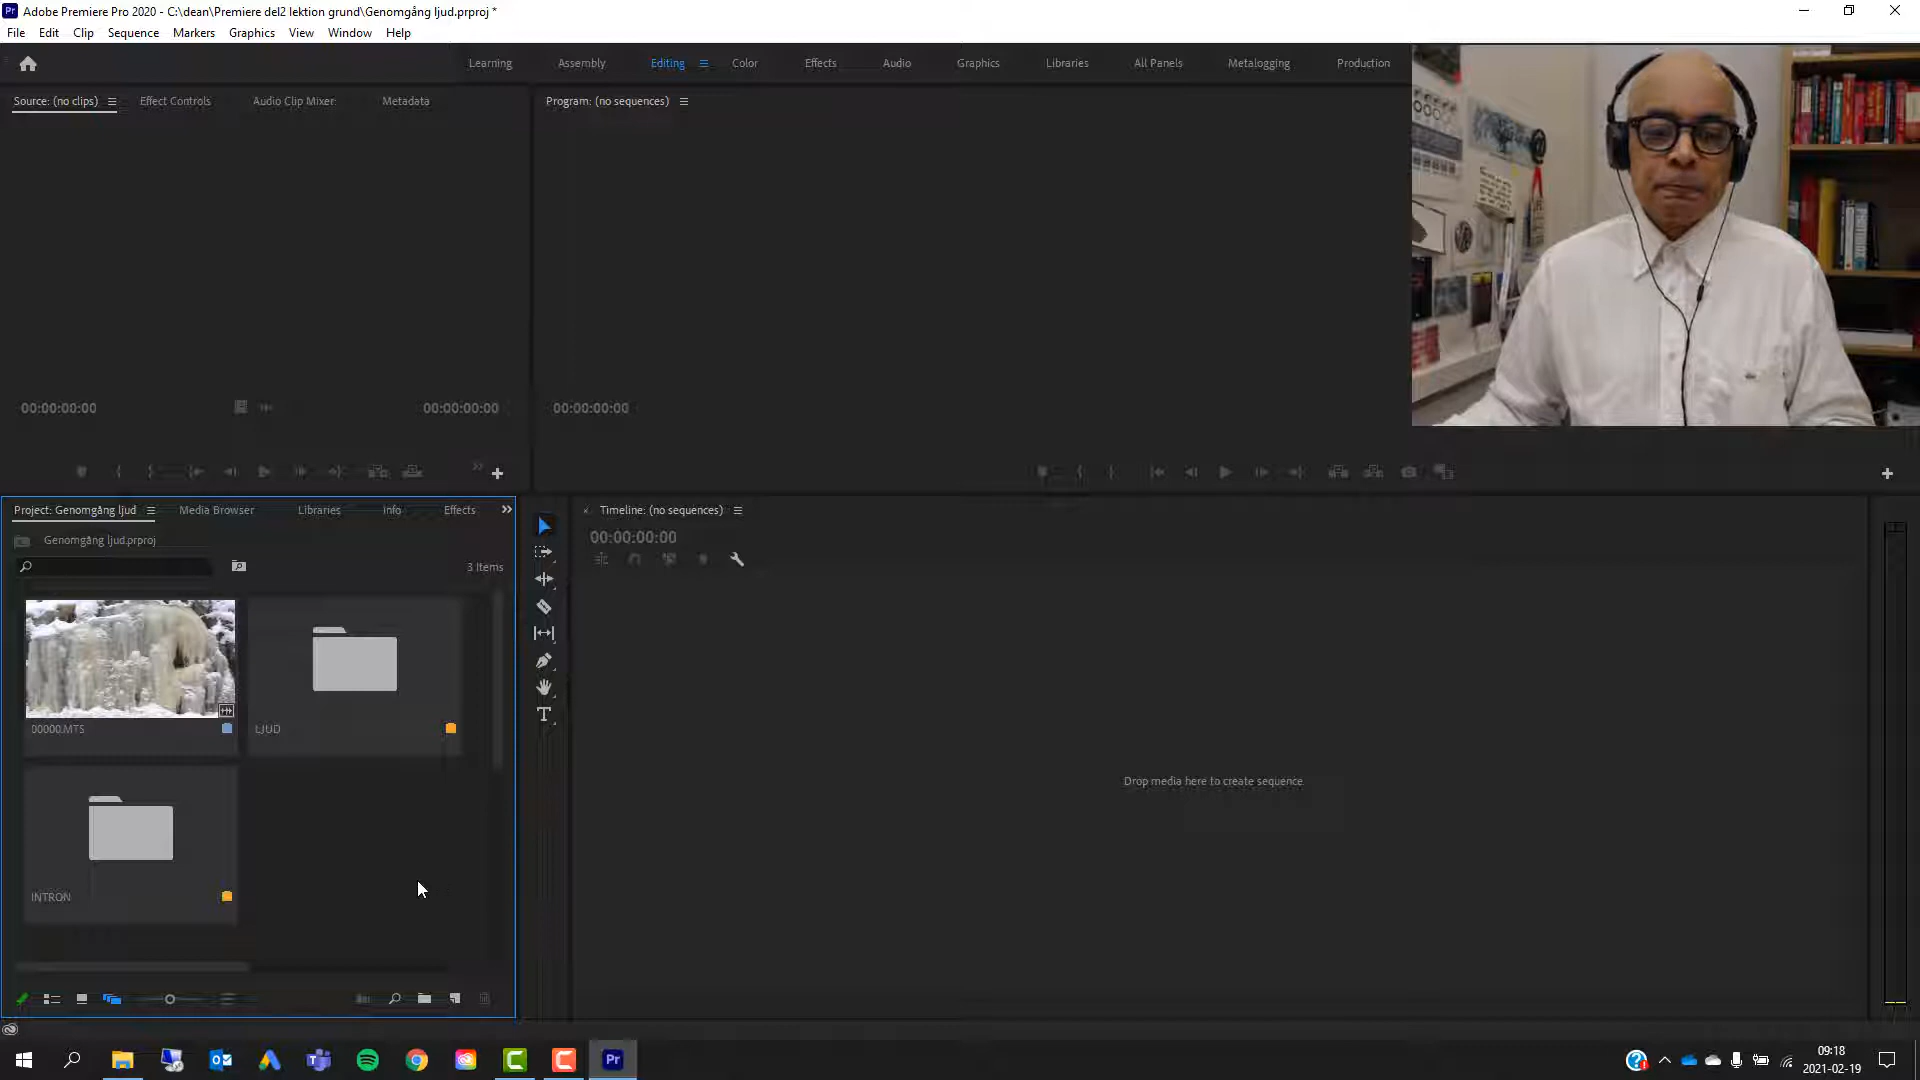 Adobe Premiere Pro 2020 - C:\dean\Premiere del2 lektion grund\Genomgång ljud.prproj *
File Edit Clip Sequence Markers Graphics View Window Help
Learning Assembly Editing Color Effects Audio Graphics Libraries All Panels Metalogging Production
Source: (no clips) Effect Controls Audio Clip Mixer: Metadata
Program: (no sequences)
00:00:00:00 00:00:00:00 00:00:00:00
Project: Genomgång ljud Media Browser Libraries Info Effects
Timeline: (no sequences)
00:00:00:00
Genomgång ljud.prproj
3 Items
00000.MTS LJUD
Drop media here to create sequence.
INTRON
09:18
2021-02-19